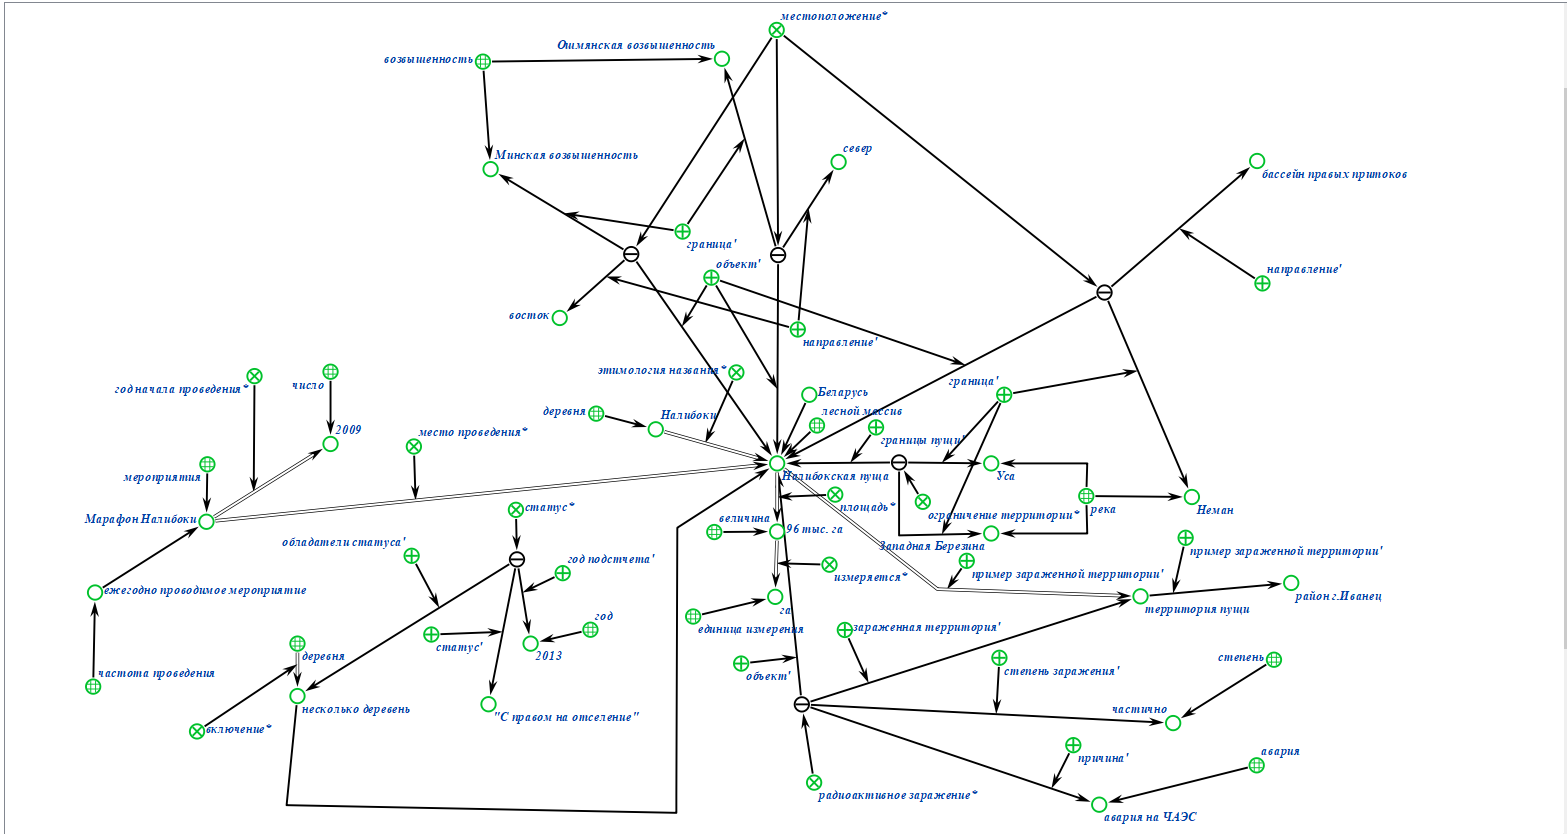 местоположение*
Ошмянская возвышенность
возвышенность
север
Минская возвышенность
бассейн правых притоков
граница'
объект'
направление'
восток
направление'
этимология названия*
граница'
год начала проведения*
число
Беларусь
деревня
Налибоки
лесной массив
2009
место проведения*
границы пущи'
мероприятия
Налибокская пуща
Уса
площадь*
статус*
ограничение территории*
река
Неман
Марафон Налибоки
величина
96 тыс. га
обладатели статуса'
Западная Березина
пример зараженной территории'
год подстчета'
измеряется*
пример зараженной территории'
ежегодно проводимое мероприятие
район г.Иванец
га
территория пущи
год
единица измерения
зараженная территория'
статус'
2013
деревня
степень
частота проведения
объект'
степень заражения'
несколько деревень
"С правом на отселение"
частично
включение*
авария
причина'
радиоактивное заражение*
авария на ЧАЭС